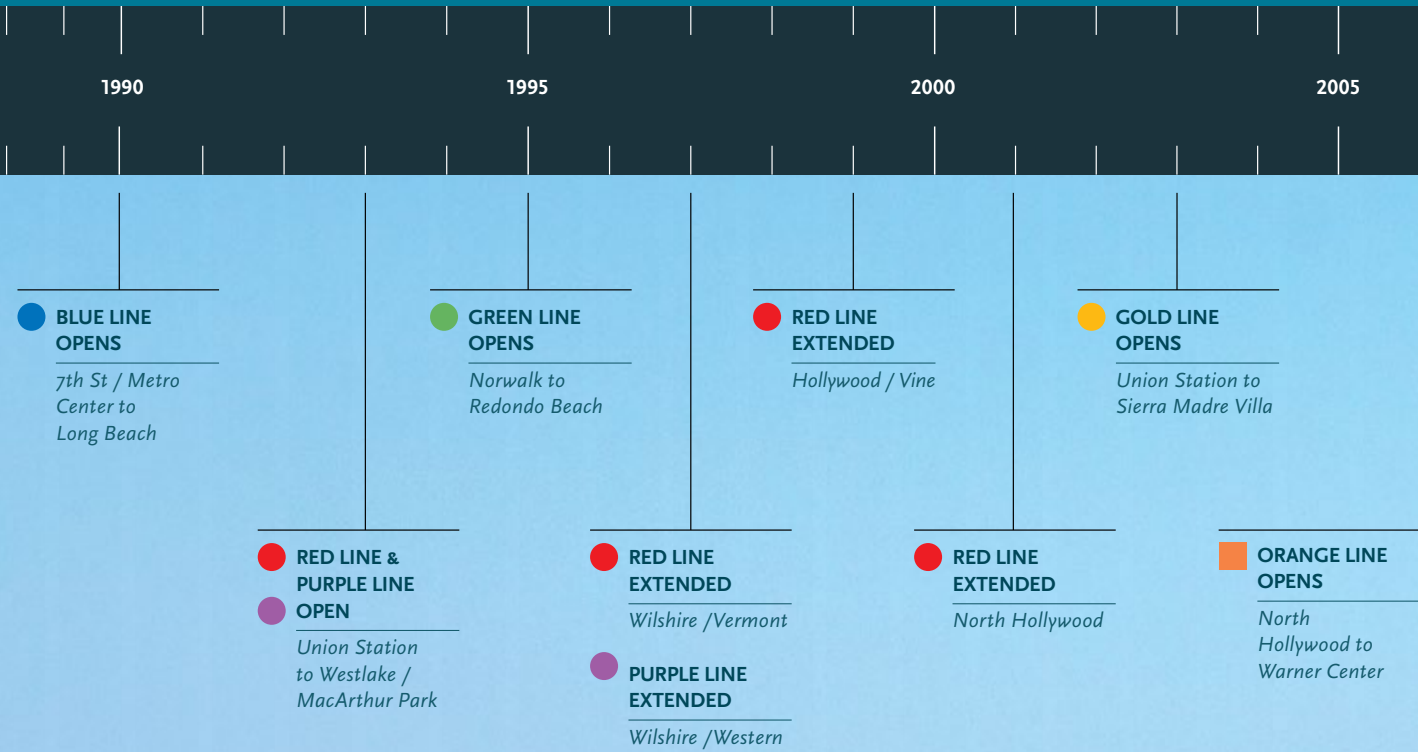 1990
1995
2000
2005
BLUE LINE
OPENS
7th St / Metro
Center to
Long Beach
GREEN LINE
OPENS
Norwalk to
Redondo Beach
RED LINE
EXTENDED
Hollywood / Vine
GOLD LINE
OPENS
Union Station to
Sierra Madre Villa
RED LINE &
PURPLE LINE
OPEN
Union Station
to Westlake /
MacArthur Park
RED LINE
EXTENDED
Wilshire /Vermont
PURPLE LINE
EXTENDED
Wilshire /Western
RED LINE
EXTENDED
North Hollywood
ORANGE LINE
OPENS
North
Hollywood to
Warner Center